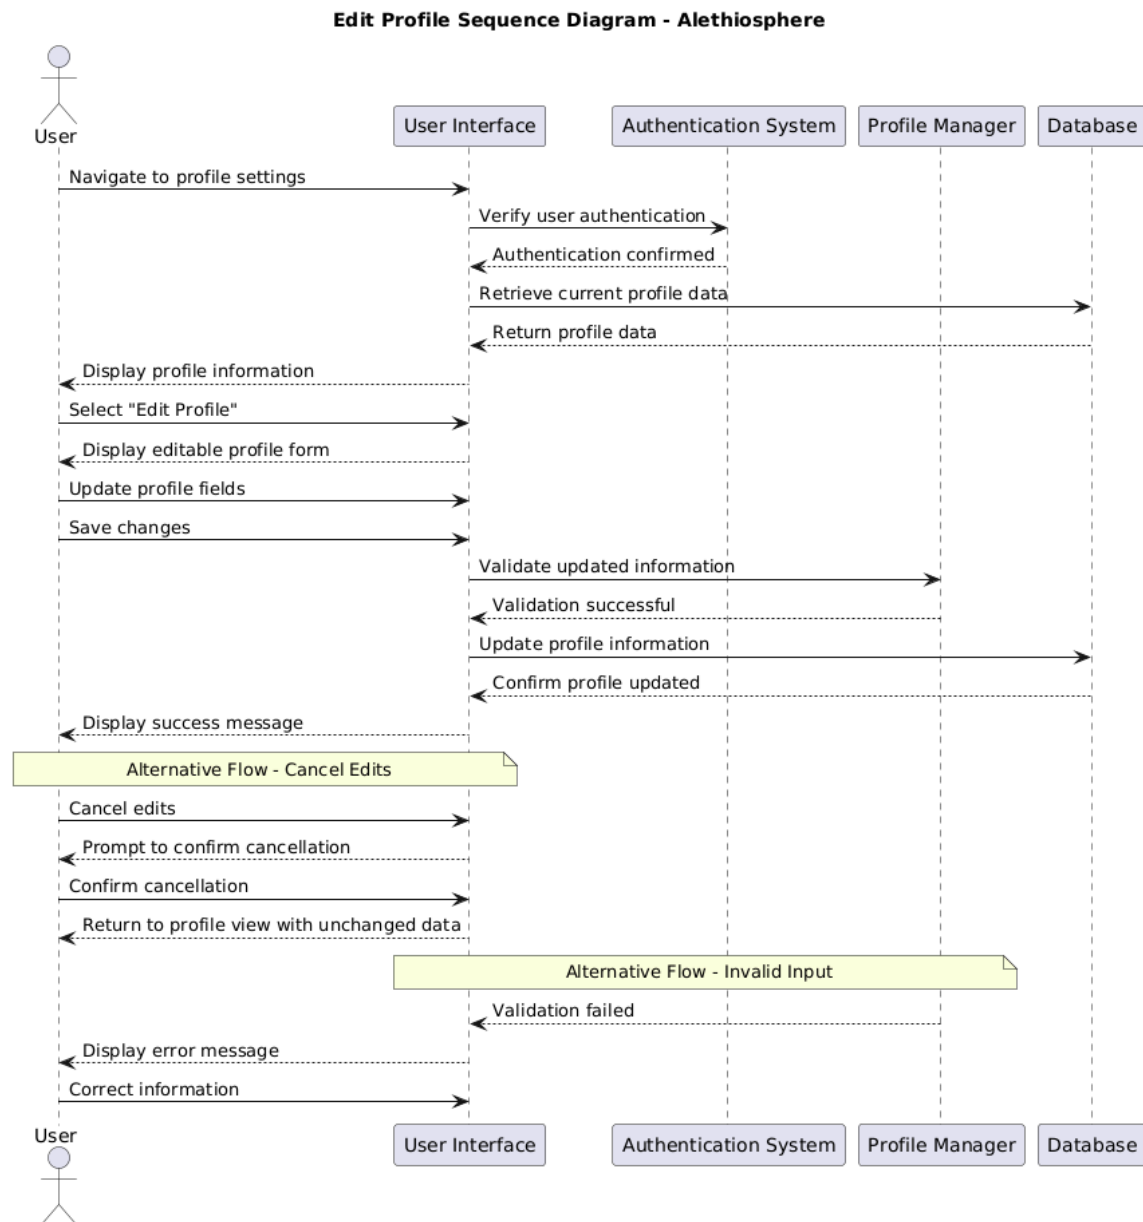 Edit Profile Sequence Diagram - Alethiosphere
User
User Interface
Authentication System
Profile Manager
Database
Navigate to profile settings
Verify user authentication
Authentication confirmed
Retrieve current profile data
Return profile data
Display profile information
Select "Edit Profile"
Display editable profile form
Update profile fields
Save changes
Validate updated information
Validation successful
Update profile information
Confirm profile updated
Display success message
Alternative Flow - Cancel Edits
Cancel edits
Prompt to confirm cancellation
Confirm cancellation
Return to profile view with unchanged data
Alternative Flow - Invalid Input
Validation failed
Display error message
Correct information
User
User Interface
Authentication System
Profile Manager
Database